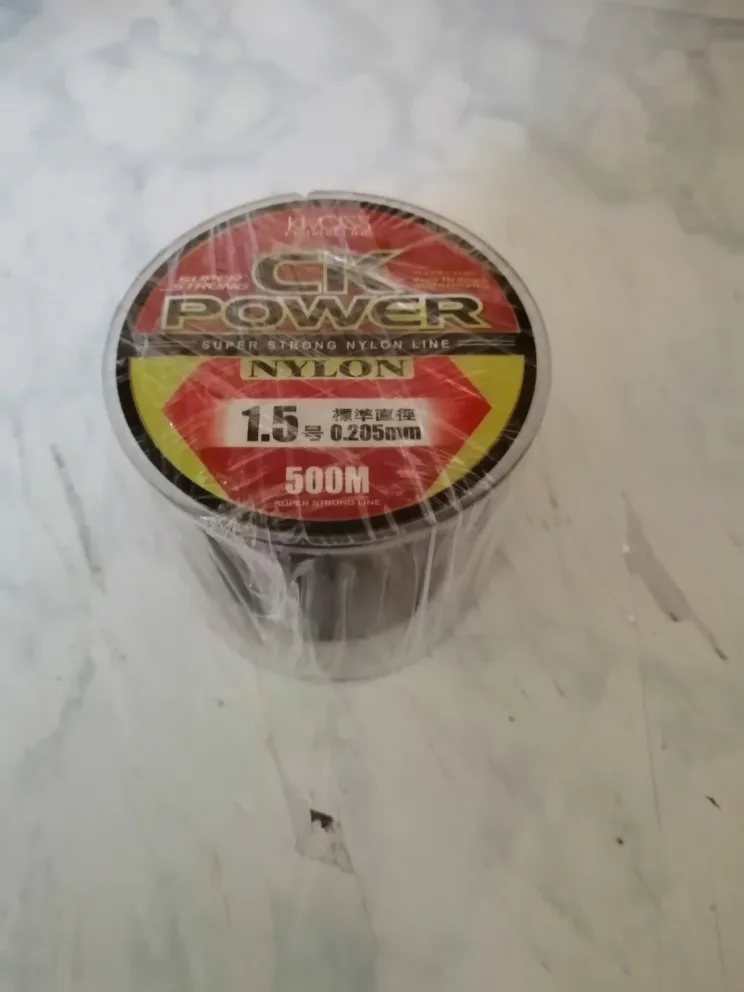 CK
SUPER
STRONG
POWER
SUPER STRONG NYLON LINE
NYLON
1.5号 標準直徑
0.205mm
500M
SUPER STRONG LINE